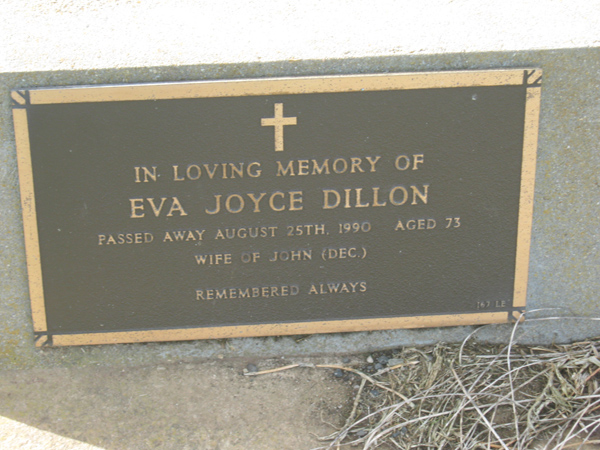 IN LOVING MEMORY OF
EVA JOYCE DILLON
PASSED AWAY AUGUST 25TH, 1990 AGED 73
WIFE OF JOHN (DEC.)
REMEMBERED ALWAYS